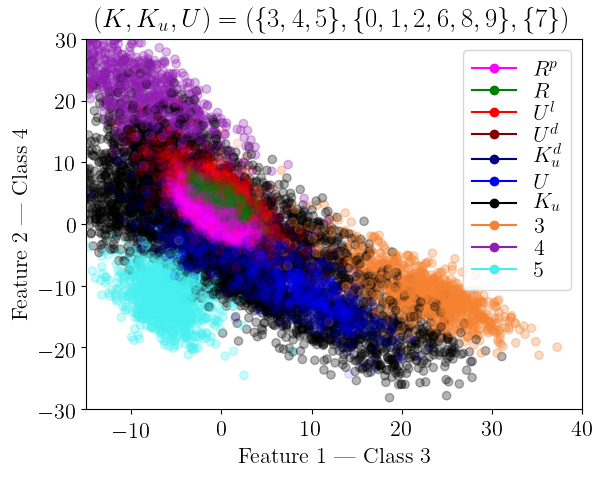 (K, K_u, U) = ({3, 4, 5}, {0, 1, 2, 6, 8, 9}, {7})
R^p
R
U^l
U^d
K_u^d
U
K_u
3
4
5
30
20
10
0
−10
−20
−30
Feature 2 — Class 4
−10
0
10
20
30
40
Feature 1 — Class 3